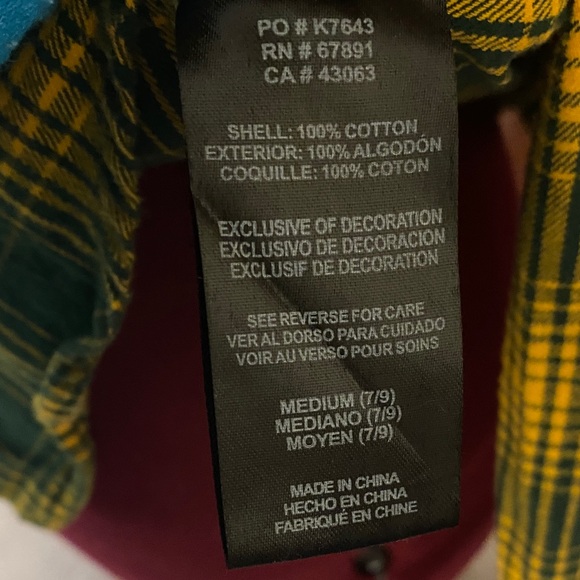 PO # K7643
RN # 67891
CA # 43063
SHELL: 100% COTTON
EXTERIOR: 100% ALGODÓN
COQUILLE: 100% COTON
EXCLUSIVE OF DECORATION
EXCLUSIVO DE DECORACION
EXCLUSIF DE DECORATION
SEE REVERSE FOR CARE
VER AL DORSO PARA CUIDADO
VOIR AU VERSO POUR SOINS
MEDIUM (7/9)
MEDIANO (7/9)
MOYEN (7/9)
MADE IN CHINA
HECHO EN CHINA
FABRIQUÉ EN CHINE